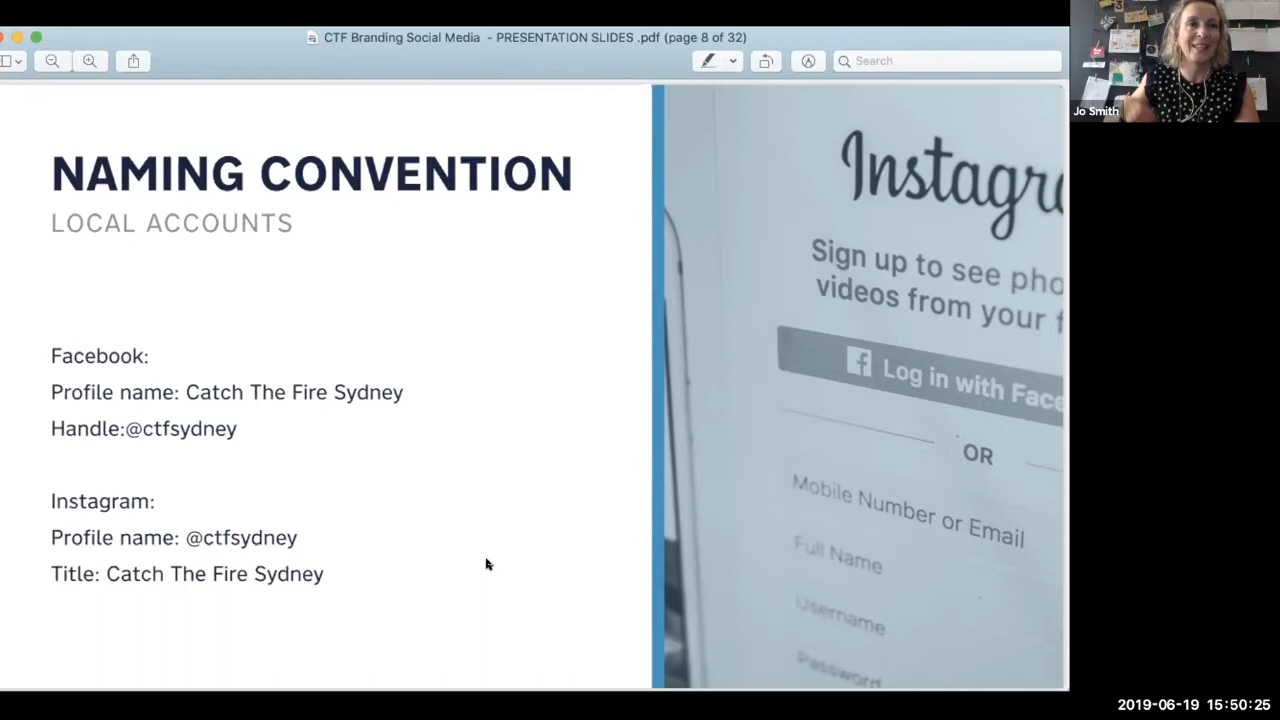 CTF Branding Social Media - PRESENTATION SLIDES .pdf (page 8 of 32)
Search
Jo Smith
NAMING CONVENTION
LOCAL ACCOUNTS
Facebook:
Profile name: Catch The Fire Sydney
Handle:@ctfsydney
Instagram:
Profile name: @ctfsydney
Title: Catch The Fire Sydney
Instagra
Sign up to see pho
videos from your f
Log in with Face
OR
Mobile Number or Email
Full Name
Username
Password
2019-06-19 15:50:25